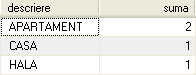 descriere suma
APARTAMENT 2
CASA 1
HALA 1